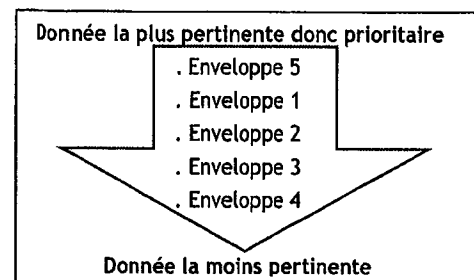 Donnée la plus pertinente donc prioritaire
. Enveloppe 5
. Enveloppe 1
. Enveloppe 2
. Enveloppe 3
. Enveloppe 4
Donnée la moins pertinente